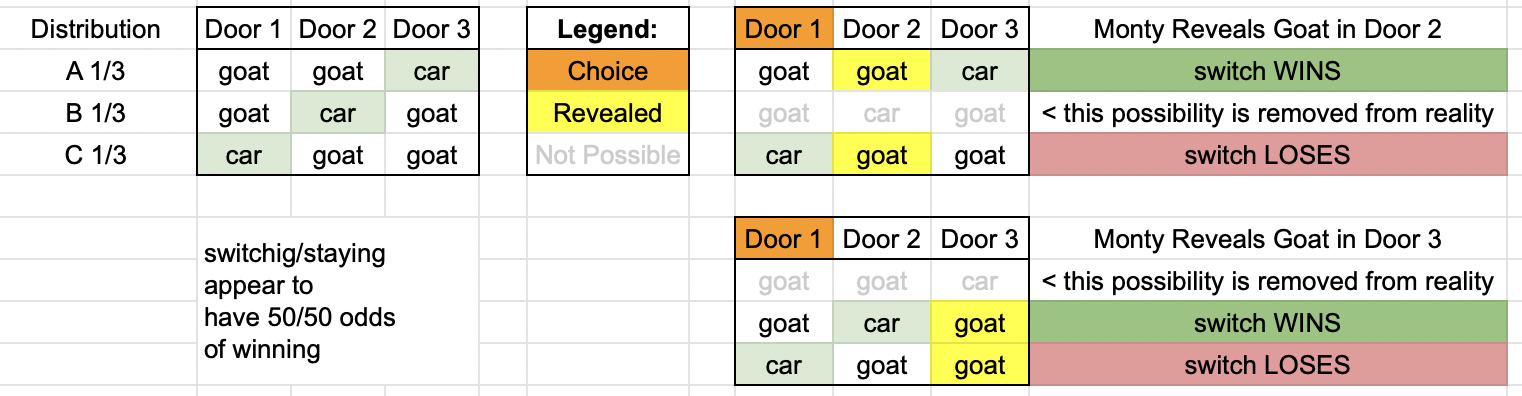 Distribution Door 1 Door 2 Door 3 Legend: Door 1 Door 2 Door 3 Monty Reveals Goat in Door 2
A 1/3 goat goat car Choice goat goat car switch WINS
B 1/3 goat car goat Revealed goat car goat < this possibility is removed from reality
C 1/3 car goat goat Not Possible car goat goat switch LOSES
switchig/staying
appear to
have 50/50 odds
of winning
Door 1 Door 2 Door 3 Monty Reveals Goat in Door 3
goat goat car < this possibility is removed from reality
goat car goat switch WINS
car goat goat switch LOSES